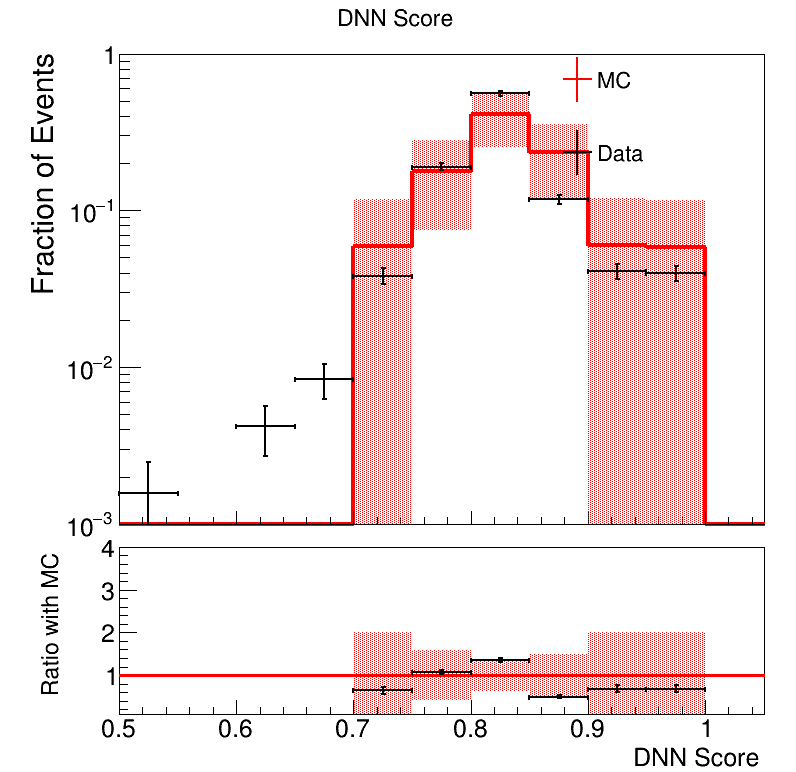 DNN Score
Fraction of Events
1
10⁻¹
10⁻²
10⁻³
MC
Data
Ratio with MC
4
3
2
1
0.5 0.6 0.7 0.8 0.9 1
DNN Score